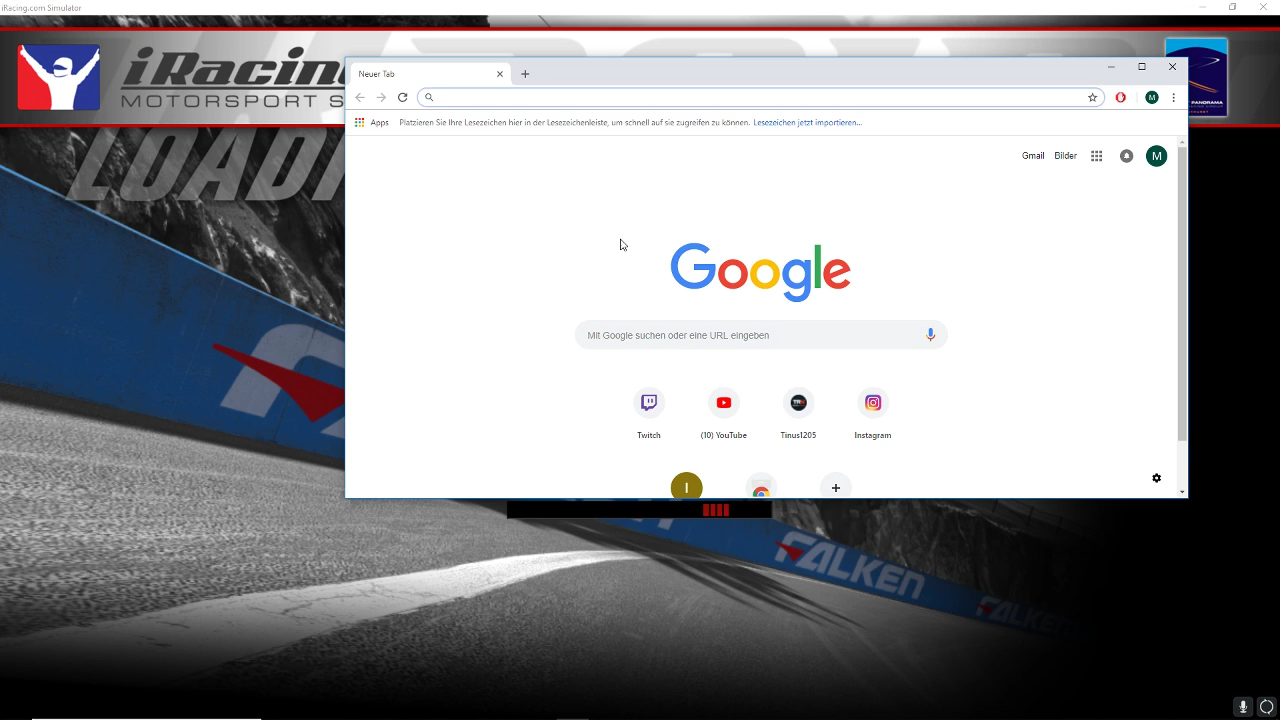 iRacing.com Simulator
iRacing
MOTORSPORT S
LOADI
PANORAMA
Neuer Tab
M
Apps
Platzieren Sie Ihre Lesezeichen in der Lesezeichenleiste, um schnell auf sie zugreifen zu können. Lesezeichen jetzt importieren...
Gmail Bilder M
Google
Mit Google suchen oder eine URL eingeben
Twitch (10) YouTube Tinus1205 Instagram
I
FALKEN
FALKEN